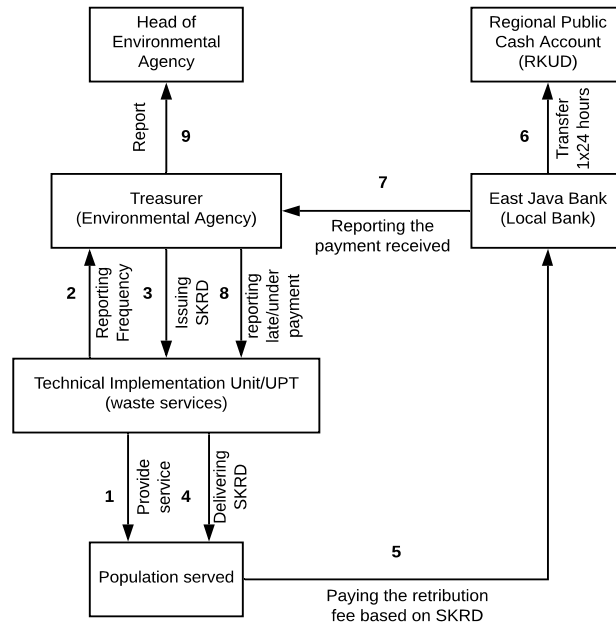 Head of
Environmental
Agency
Regional Public
Cash Account
(RKUD)
Report
9
6
Transfer
1x24 hours
Treasurer
(Environmental Agency)
7
Reporting the
payment received
East Java Bank
(Local Bank)
2
Reporting
Frequency
3
Issuing
SKRD
8
reporting
late/under
payment
Technical Implementation Unit/UPT
(waste services)
1
Provide
service
4
Delivering
SKRD
Population served
5
Paying the retribution
fee based on SKRD